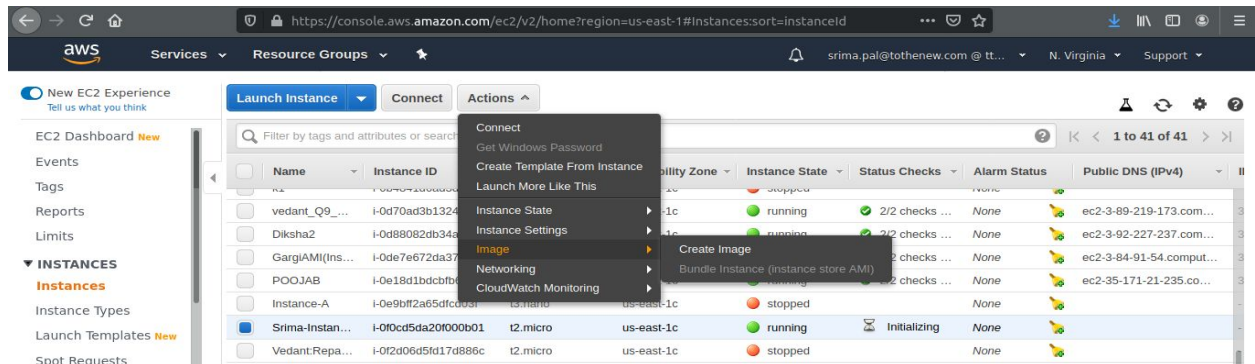 https://console.aws.amazon.com/ec2/v2/home?region=us-east-1#Instances:sort=instanceId
aws Services Resource Groups srima.pal@tothenew.com @ tt... N. Virginia Support
New EC2 Experience
Tell us what you think
EC2 Dashboard New
Events
Tags
Reports
Limits
INSTANCES
Instances
Instance Types
Launch Templates New
Spot Requests
Launch Instance Connect Actions
Filter by tags and attributes or search 1 to 41 of 41
Connect
Get Windows Password
Create Template From Instance
Launch More Like This
Instance State
Instance Settings
Image
Networking
CloudWatch Monitoring
Create Image
Bundle Instance (instance store AMI)
Name Instance ID ility Zone Instance State Status Checks Alarm Status Public DNS (IPv4)
k1 stopped None
vedant_Q9_... i-0d70ad3b1324 -1c running 2/2 checks ... None ec2-3-89-219-173.com...
Diksha2 i-0d88082db34a -1c running 2/2 checks ... None ec2-3-92-227-237.com...
GargiAMI(Ins... i-0de7e672da37 checks ... None ec2-3-84-91-54.comput...
POOJAB i-0e18d1bdcbfb running 2/2 checks ... None ec2-35-171-21-235.co...
Instance-A i-0e9bff2a65dfcd03f t3.nano us-east-1c stopped None
Srima-Instan... i-0f0cd5da20f000b01 t2.micro us-east-1c running Initializing None
Vedant:Repa... i-0f2d06d5fd17d886c t2.micro us-east-1c stopped None